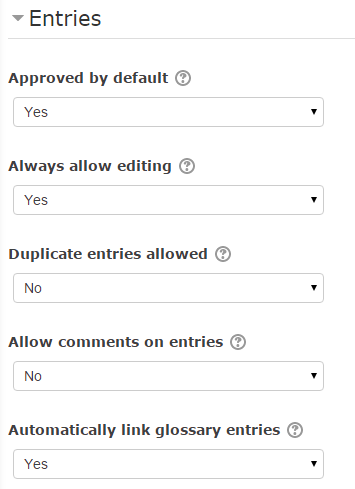 Entries
Approved by default
Yes
Always allow editing
Yes
Duplicate entries allowed
No
Allow comments on entries
No
Automatically link glossary entries
Yes